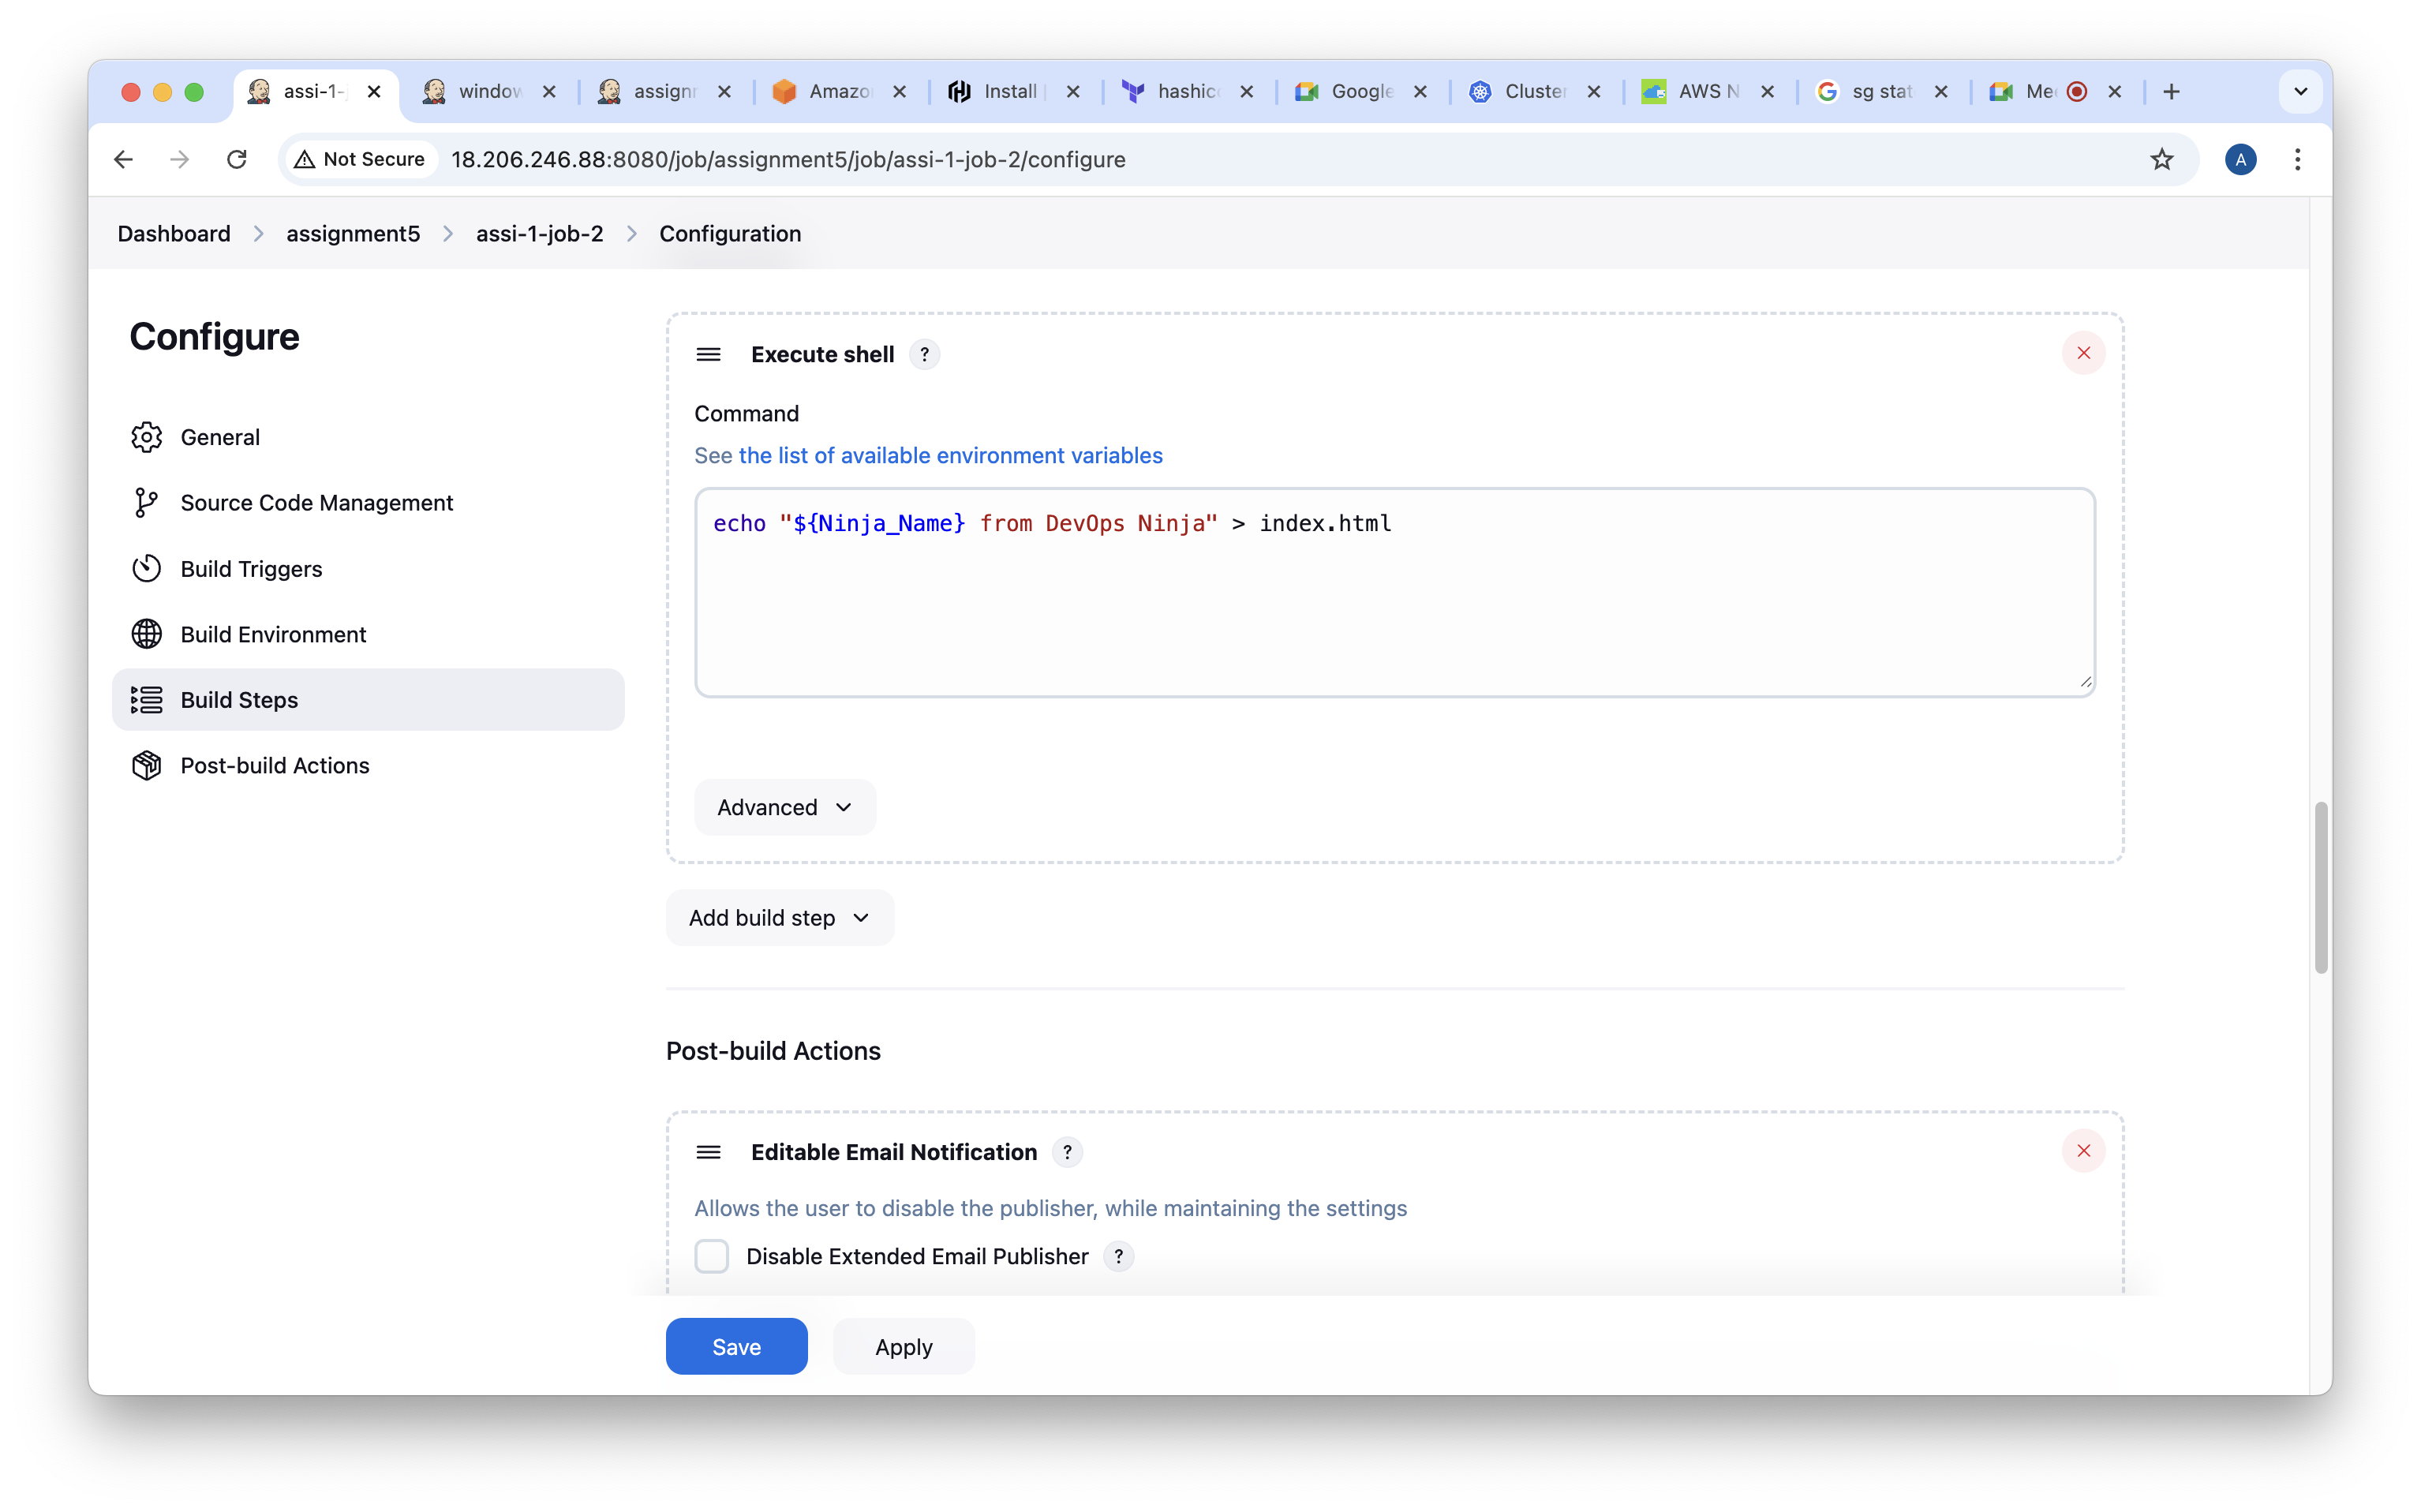 assi-1-
window
assign
Amazo
Install
hashic
Google
Cluster
AWS N
sg stat
Me
Not Secure
18.206.246.88:8080/job/assignment5/job/assi-1-job-2/configure
A
Dashboard
assignment5
assi-1-job-2
Configuration
Configure
General
Source Code Management
Build Triggers
Build Environment
Build Steps
Post-build Actions
Execute shell ?
Command
See the list of available environment variables
echo "${Ninja_Name} from DevOps Ninja" > index.html
Advanced
Add build step
Post-build Actions
Editable Email Notification ?
Allows the user to disable the publisher, while maintaining the settings
Disable Extended Email Publisher ?
Save
Apply